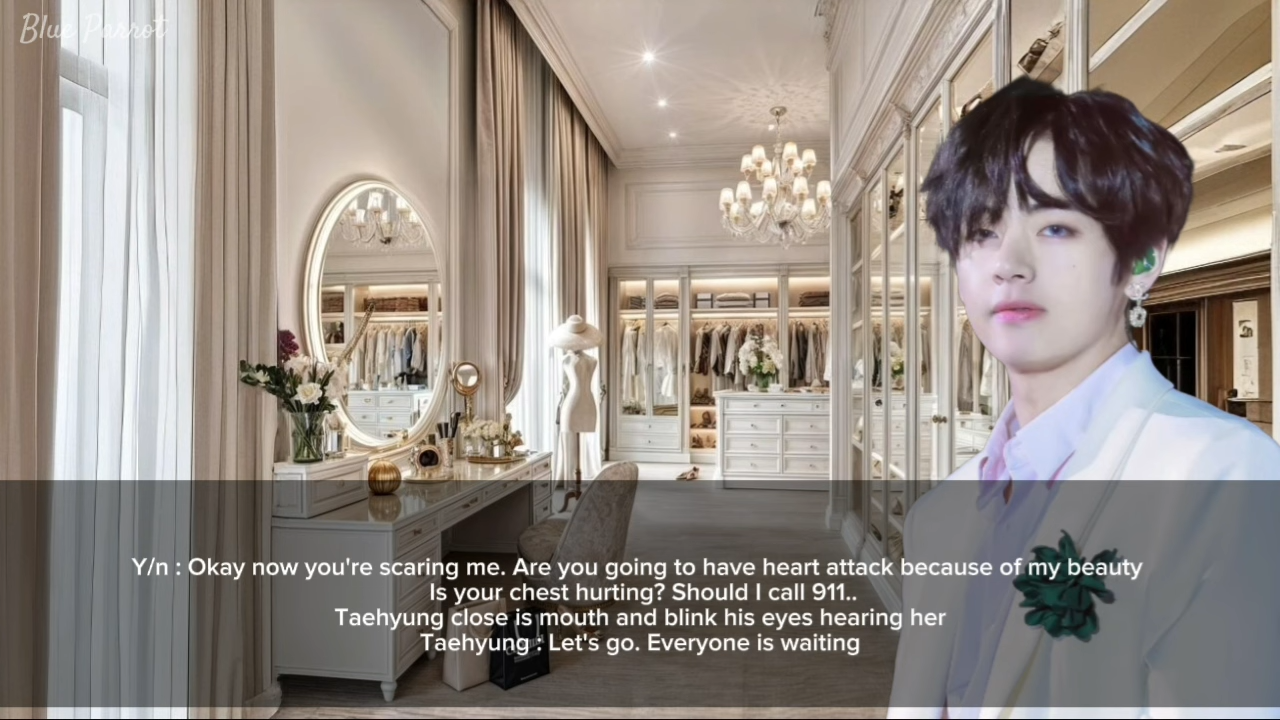 Blue Parrot
Y/n : Okay now you're scaring me. Are you going to have heart attack because of my beauty
Is your chest hurting? Should I call 911..
Taehyung close is mouth and blink his eyes hearing her
Taehyung : Let's go. Everyone is waiting